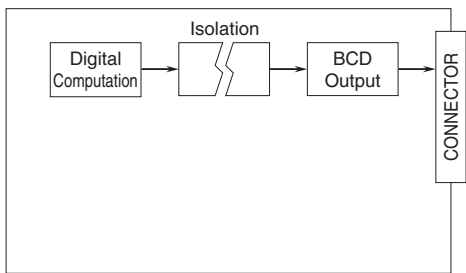 Isolation
Digital
Computation
BCD
Output
CONNECTOR